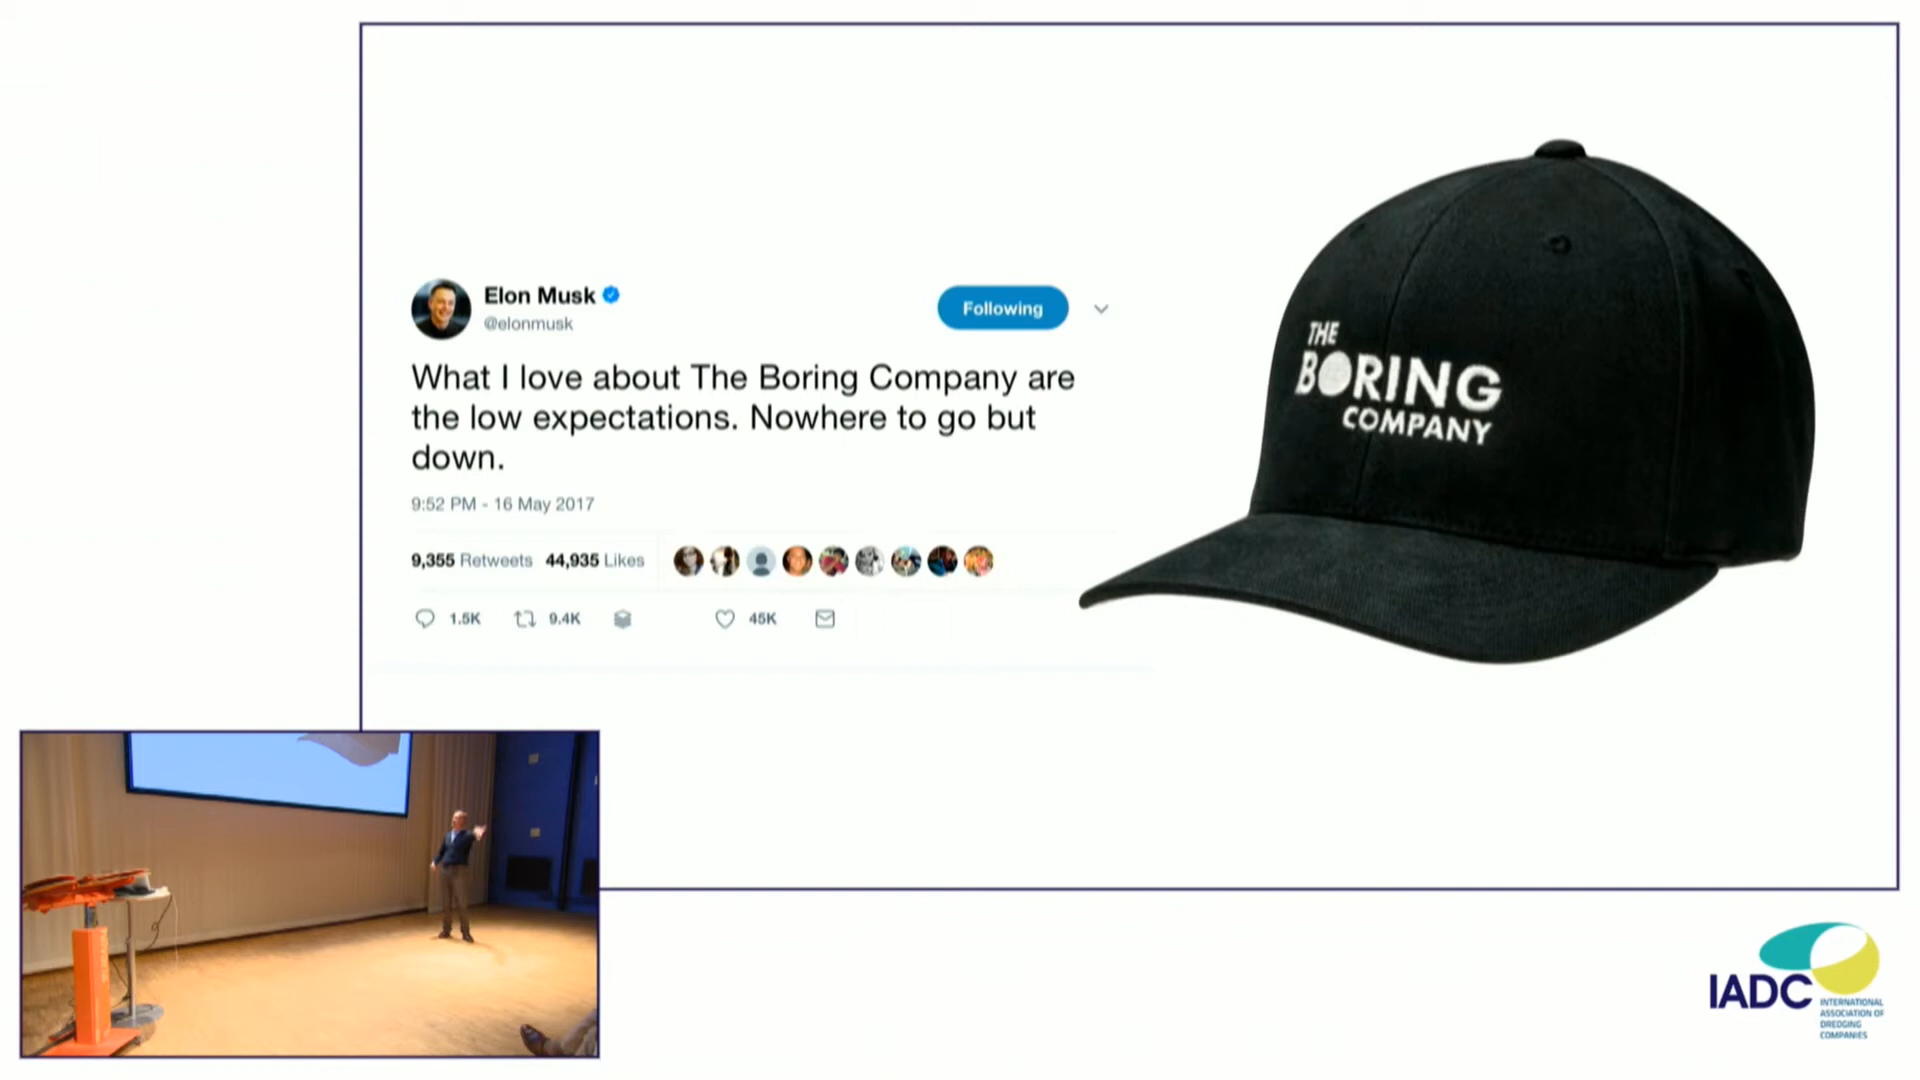 Elon Musk
@elonmusk
Following
What I love about The Boring Company are
the low expectations. Nowhere to go but
down.
9:52 PM - 16 May 2017
9,355 Retweets 44,935 Likes
1.5K 9.4K 45K
THE
BORING
COMPANY
IADC
INTERNATIONAL
ASSOCIATION OF
DREDGING
COMPANIES